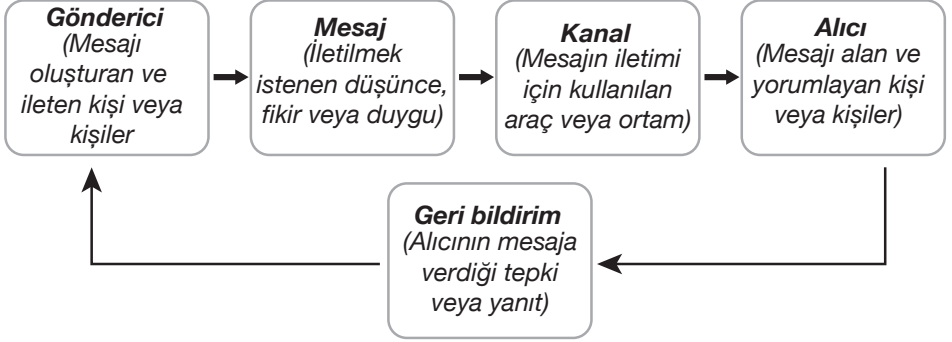 Gönderici
(Mesajı
oluşturan ve
ileten kişi veya
kişiler
Mesaj
(İletilmek
istenen düşünce,
fikir veya duygu)
Kanal
(Mesajın iletimi
için kullanılan
araç veya ortam)
Alıcı
(Mesajı alan ve
yorumlayan kişi
veya kişiler)
Geri bildirim
(Alıcının mesaja
verdiği tepki
veya yanıt)